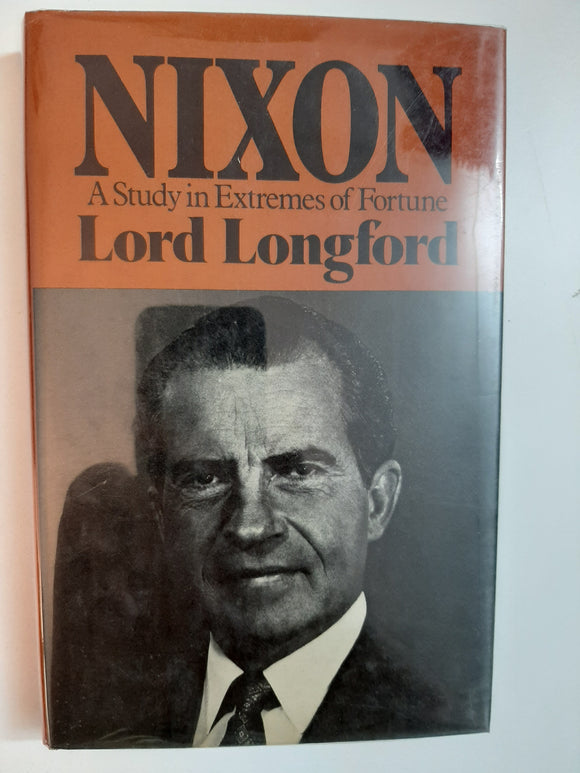 NIXON
A Study in Extremes of Fortune
Lord Longford